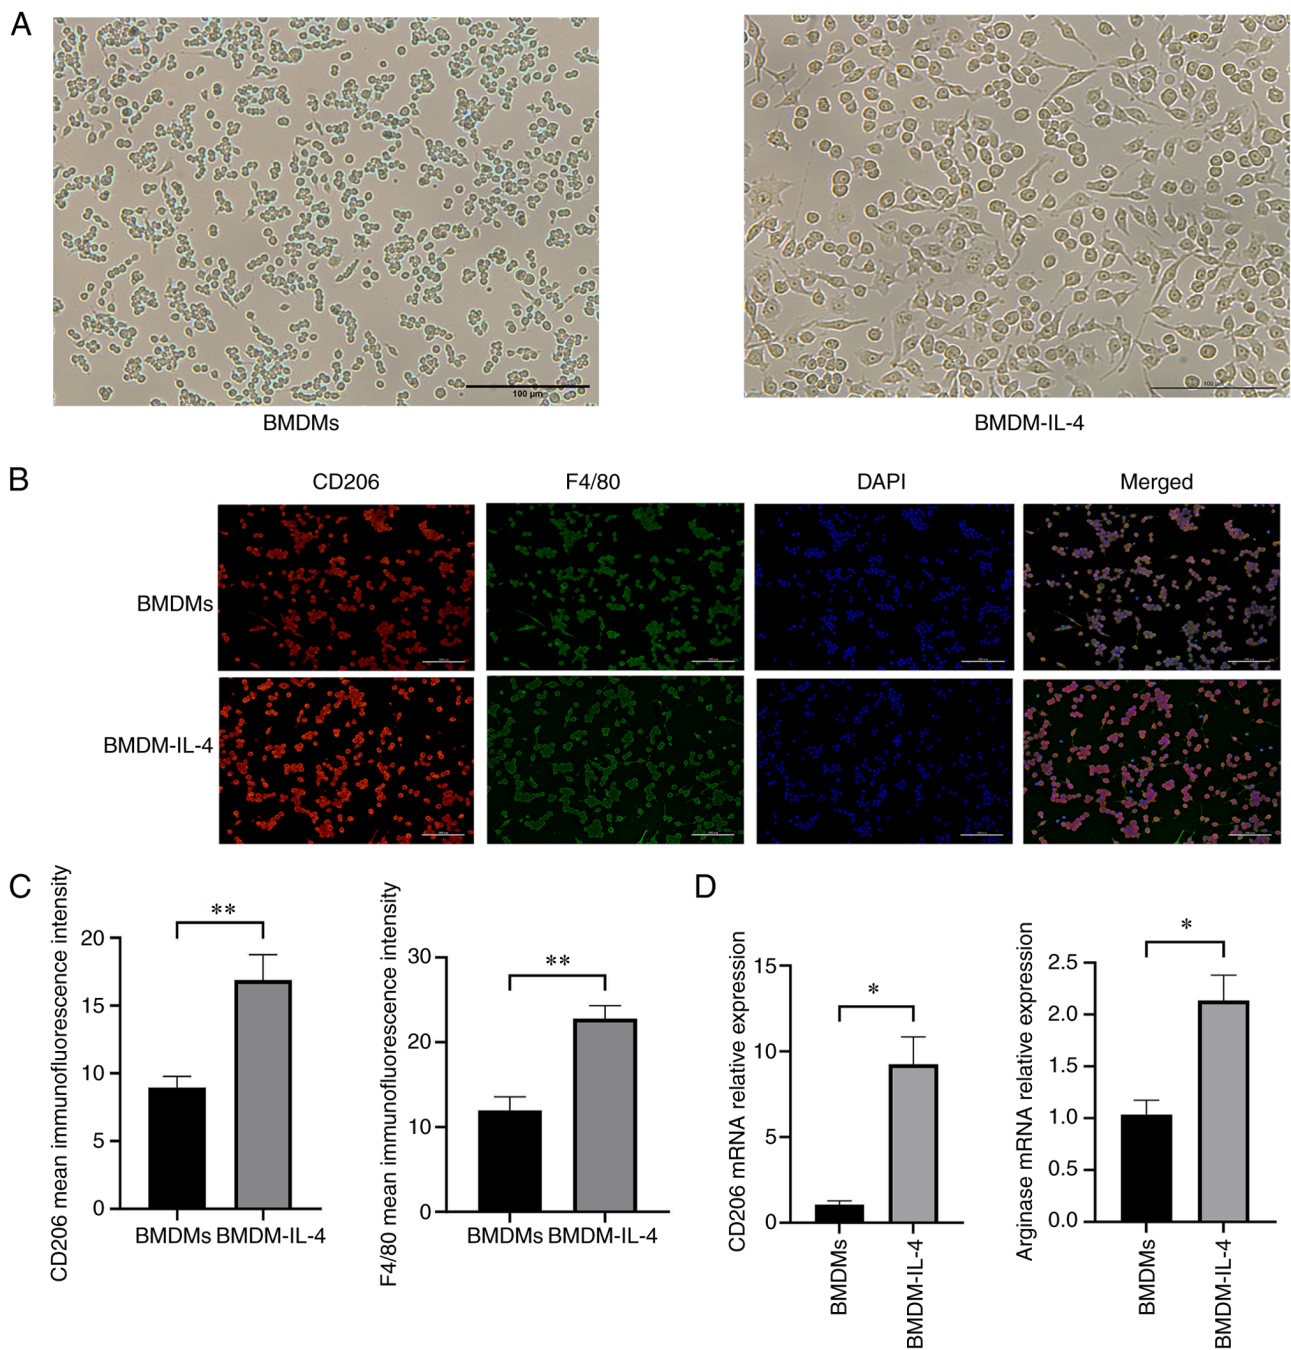 A
100 μm
100 μm
BMDMs
BMDM-IL-4
B
CD206
F4/80
DAPI
Merged
BMDMs
BMDM-IL-4
C
CD206 mean immunofluorescence intensity
20
15
10
5
0
**
BMDMs
BMDM-IL-4
F4/80 mean immunofluorescence intensity
30
20
10
0
**
BMDMs
BMDM-IL-4
D
CD206 mRNA relative expression
15
10
5
0
*
BMDMs
BMDM-IL-4
Arginase mRNA relative expression
2.5
2.0
1.5
1.0
0.5
0.0
*
BMDMs
BMDM-IL-4